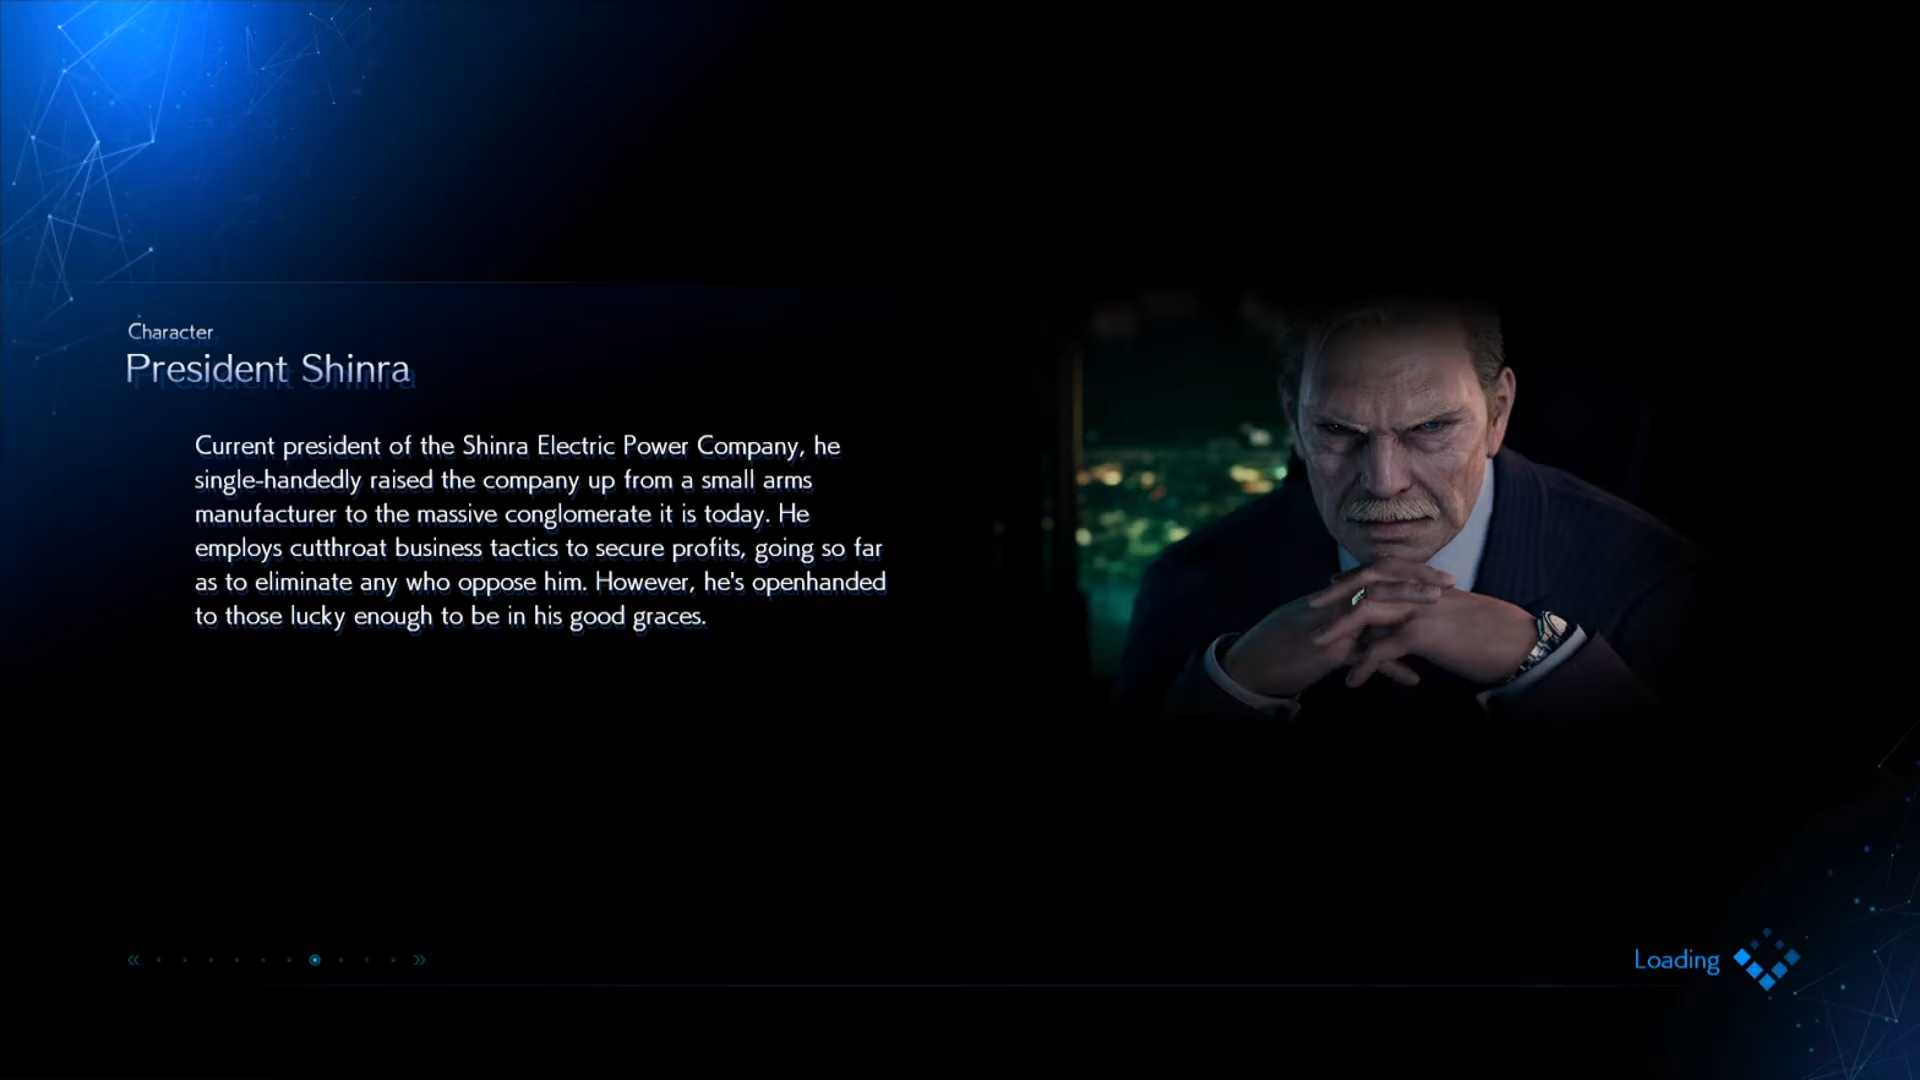 Character
President Shinra
Current president of the Shinra Electric Power Company, he
single-handedly raised the company up from a small arms
manufacturer to the massive conglomerate it is today. He
employs cutthroat business tactics to secure profits, going so far
as to eliminate any who oppose him. However, he's openhanded
to those lucky enough to be in his good graces.
Loading